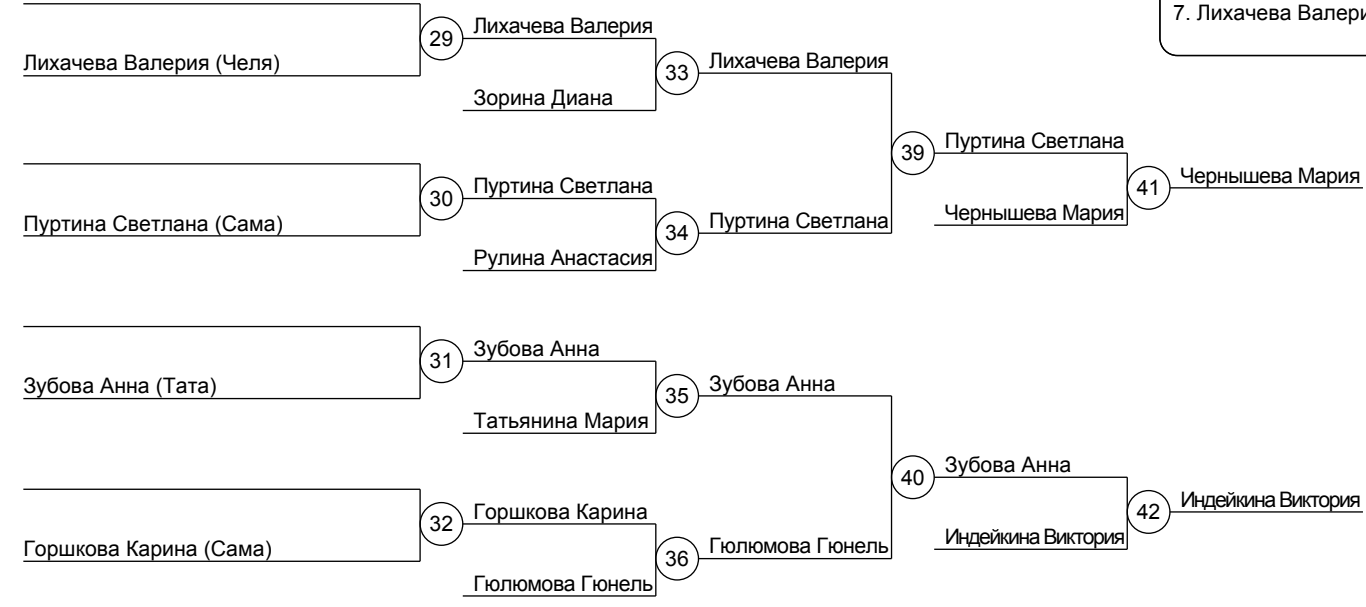 7. Лихачева Валери
29
Лихачева Валерия
Лихачева Валерия (Челя)
33
Лихачева Валерия
Зорина Диана
39
Пуртина Светлана
30
Пуртина Светлана
41
Чернышева Мария
Пуртина Светлана (Сама)
34
Пуртина Светлана
Чернышева Мария
Рулина Анастасия
31
Зубова Анна
Зубова Анна (Тата)
35
Зубова Анна
Татьянина Мария
40
Зубова Анна
32
Горшкова Карина
42
Индейкина Виктория
Горшкова Карина (Сама)
36
Гюлюмова Гюнель
Индейкина Виктория
Гюлюмова Гюнель